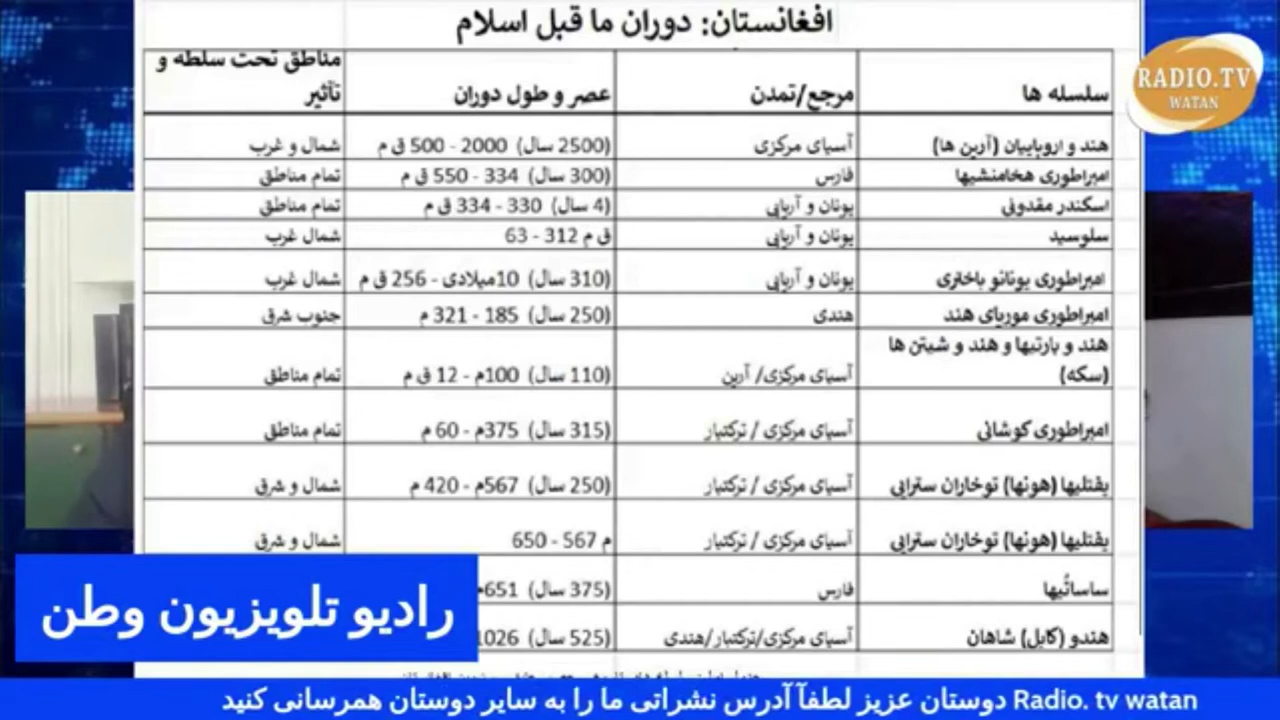 افغانستان: دوران ما قبل اسلام
سلسله ها مرجع/تمدن عصر و طول دوران مناطق تحت سلطه و تأثیر
هند و اروپاییان (آرین ها) آسیای مرکزی (2500 سال) 2000 - 500 ق م شمال و غرب
امپراطوری هخامنشیها فارس (300 سال) 334 - 550 ق م تمام مناطق
اسکندر مقدونی یونان و آریایی (4 سال) 330 - 334 ق م تمام مناطق
سلوسید یونان و آریایی ق م 312 - 63 شمال غرب
امپراطوری یونانو باختری یونان و آریایی (310 سال) 10میلادی - 256 ق م شمال غرب
امپراطوری موریای هند هندی (250 سال) 185 - 321 م جنوب شرق
هند و پارتیها و هند و شیتن ها
(سکه) آسیای مرکزی/ آرین (110 سال) 100م - 12 ق م تمام مناطق
امپراطوری کوشانی آسیای مرکزی / ترکتبار (315 سال) 375م - 60 م تمام مناطق
یفتلیها (هونها) توخاران سترابی آسیای مرکزی / ترکتبار (250 سال) 567م - 420 م شمال و شرق
یفتلیها (هونها) توخاران سترابی آسیای مرکزی / ترکتبار م 567 - 650 شمال و شرق
ساسانُیها فارس (375 سال) 651م
هندو (کابل) شاهان آسیای مرکزی/ترکتبار/هندی (525 سال) 1026
RADIO.TV
WATAN
رادیو تلویزیون وطن
Radio. tv watan دوستان عزیز لطفآ آدرس نشراتی ما را به سایر دوستان همرسانی کنید